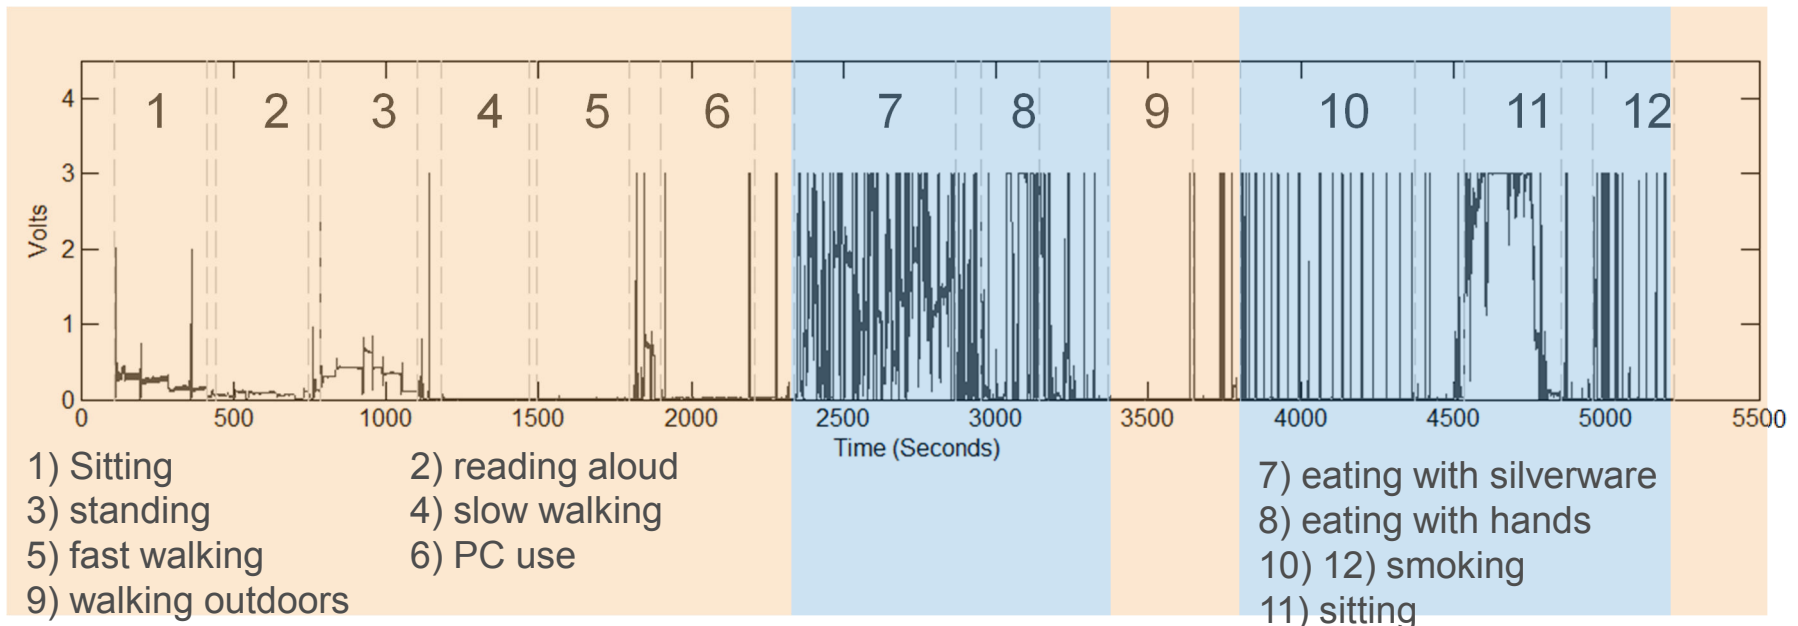 1 2 3 4 5 6 7 8 9 10 11 12
4
3
2
1
0
Volts
0 500 1000 1500 2000 2500 3000 3500 4000 4500 5000 5500
Time (Seconds)
1) Sitting
2) reading aloud
3) standing
4) slow walking
5) fast walking
6) PC use
9) walking outdoors
7) eating with silverware
8) eating with hands
10) 12) smoking
11) sitting